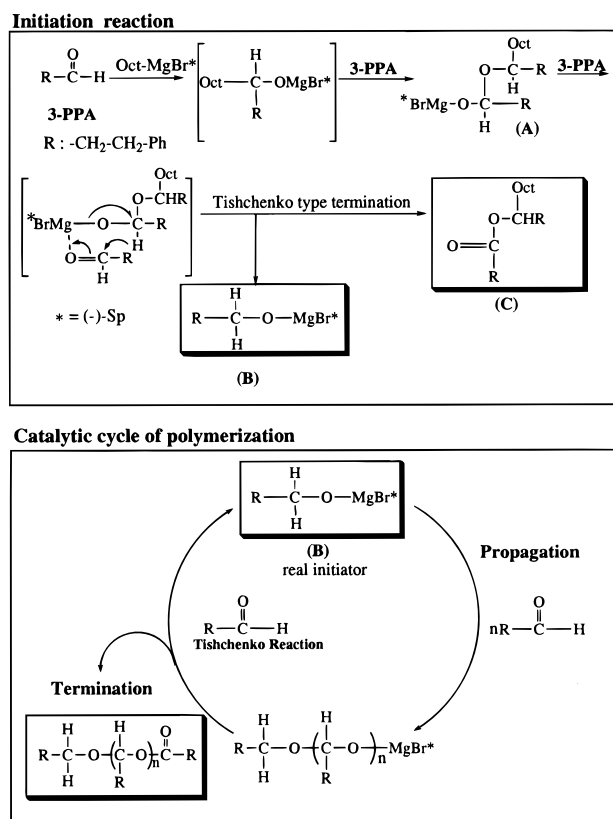 Initiation reaction
O
R—C—H
Oct-MgBr*
3-PPA
R : -CH2-CH2-Ph
H
Oct—C—OMgBr*
R
3-PPA
Oct
O—C—R
H
*BrMg—O—C—R
H
(A)
3-PPA
Oct
O—CHR
*BrMg—O—C—R
H
O=C—R
H
* = (-)-Sp
Tishchenko type termination
H
R—C—O—MgBr*
H
(B)
Oct
O—CHR
O=C
R
(C)
Catalytic cycle of polymerization
H
R—C—O—MgBr*
H
(B)
real initiator
Propagation
O
nR—C—H
O
R—C—H
Tishchenko Reaction
Termination
H H O
R—C—O—(C—O)n—C—R
H R
H H
R—C—O—(C—O)n—MgBr*
H R